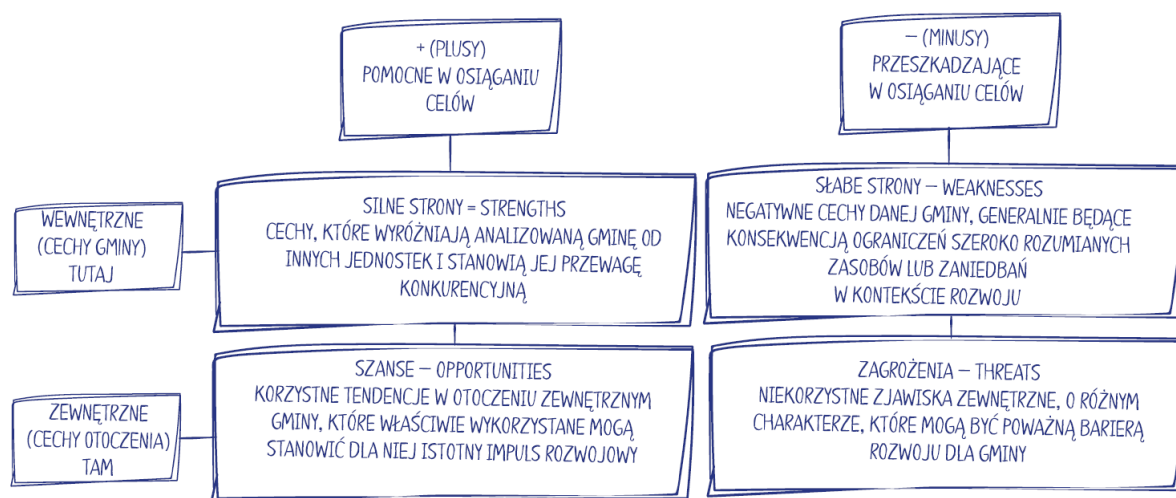 + (PLUSY)
POMOCNE W OSIĄGANIU
CELÓW
– (MINUSY)
PRZESZKADZAJĄCE
W OSIĄGANIU CELÓW
WEWNĘTRZNE
(CECHY GMINY)
TUTAJ
SILNE STRONY = STRENGTHS
CECHY, KTÓRE WYRÓŻNIAJĄ ANALIZOWANĄ GMINĘ OD
INNYCH JEDNOSTEK I STANOWIĄ JEJ PRZEWAGĘ
KONKURENCYJNĄ
SŁABE STRONY – WEAKNESSES
NEGATYWNE CECHY DANEJ GMINY, GENERALNIE BĘDĄCE
KONSEKWENCJĄ OGRANICZEŃ SZEROKO ROZUMIANYCH
ZASOBÓW LUB ZANIEDBAŃ
W KONTEKŚCIE ROZWOJU
ZEWNĘTRZNE
(CECHY OTOCZENIA)
TAM
SZANSE – OPPORTUNITIES
KORZYSTNE TENDENCJE W OTOCZENIU ZEWNĘTRZNYM
GMINY, KTÓRE WŁAŚCIWIE WYKORZYSTANE MOGĄ
STANOWIĆ DLA NIEJ ISTOTNY IMPULS ROZWOJOWY
ZAGROŻENIA – THREATS
NIEKORZYSTNE ZJAWISKA ZEWNĘTRZNE, O RÓŻNYM
CHARAKTERZE, KTÓRE MOGĄ BYĆ POWAŻNĄ BARIERĄ
ROZWOJU DLA GMINY